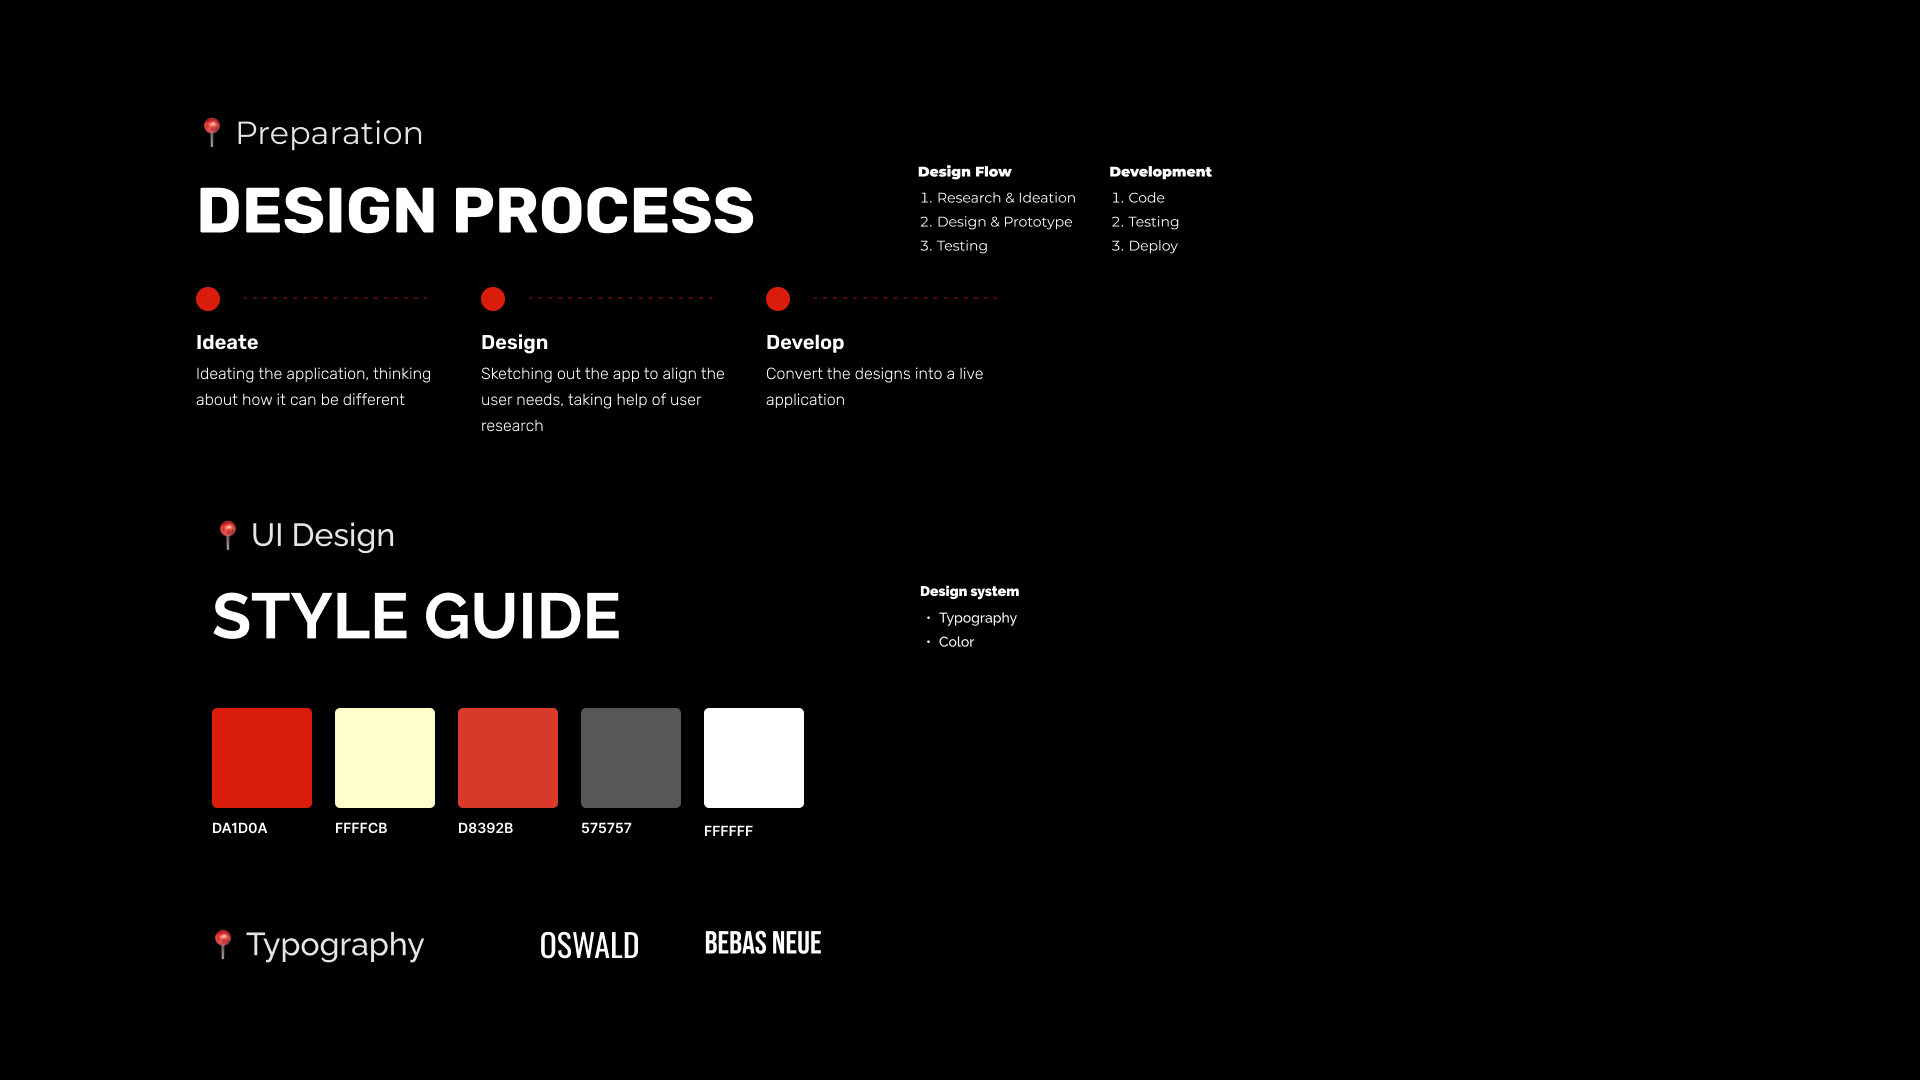 📍 Preparation
DESIGN PROCESS
Design Flow
1. Research & Ideation
2. Design & Prototype
3. Testing
Development
1. Code
2. Testing
3. Deploy
Ideate
Ideating the application, thinking
about how it can be different
Design
Sketching out the app to align the
user needs, taking help of user
research
Develop
Convert the designs into a live
application
📍 UI Design
STYLE GUIDE
Design system
• Typography
• Color
DA1D0A
FFFFCB
D8392B
575757
FFFFFF
📍 Typography
OSWALD
BEBAS NEUE